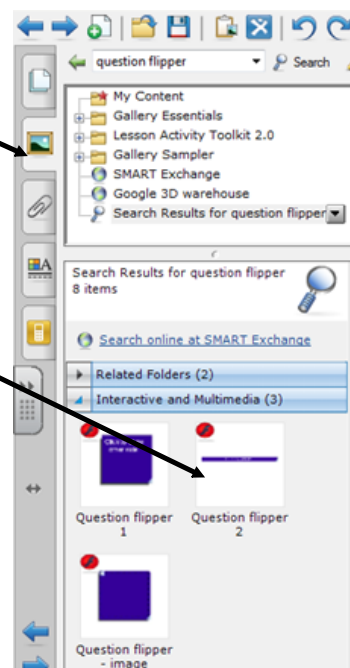 question flipper
Search
My Content
Gallery Essentials
Lesson Activity Toolkit 2.0
Gallery Sampler
SMART Exchange
Google 3D warehouse
Search Results for question flipper
Search Results for question flipper
8 items
Search online at SMART Exchange
Related Folders (2)
Interactive and Multimedia (3)
Question flipper
1
Question flipper
2
Question flipper
- image